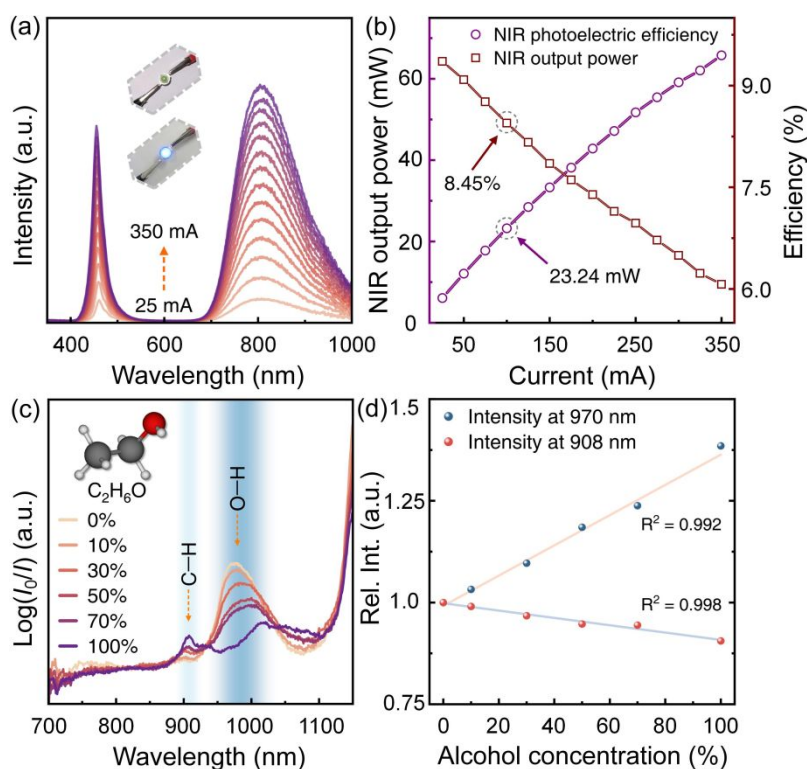 (a)
Intensity (a.u.)
350 mA
25 mA
400 600 800 1000
Wavelength (nm)
(b)
NIR photoelectric efficiency
NIR output power
8.45%
23.24 mW
NIR output power (mW)
60
40
20
0
Efficiency (%)
9.0
7.5
6.0
50 150 250 350
Current (mA)
(c)
C₂H₆O
0%
10%
30%
50%
70%
100%
C–H
O–H
Log(I₀/I) (a.u.)
700 800 900 1000 1100
Wavelength (nm)
(d)
Intensity at 970 nm
Intensity at 908 nm
R² = 0.992
R² = 0.998
Rel. Int. (a.u.)
1.5
1.25
1.0
0.75
0 20 40 60 80 100
Alcohol concentration (%)